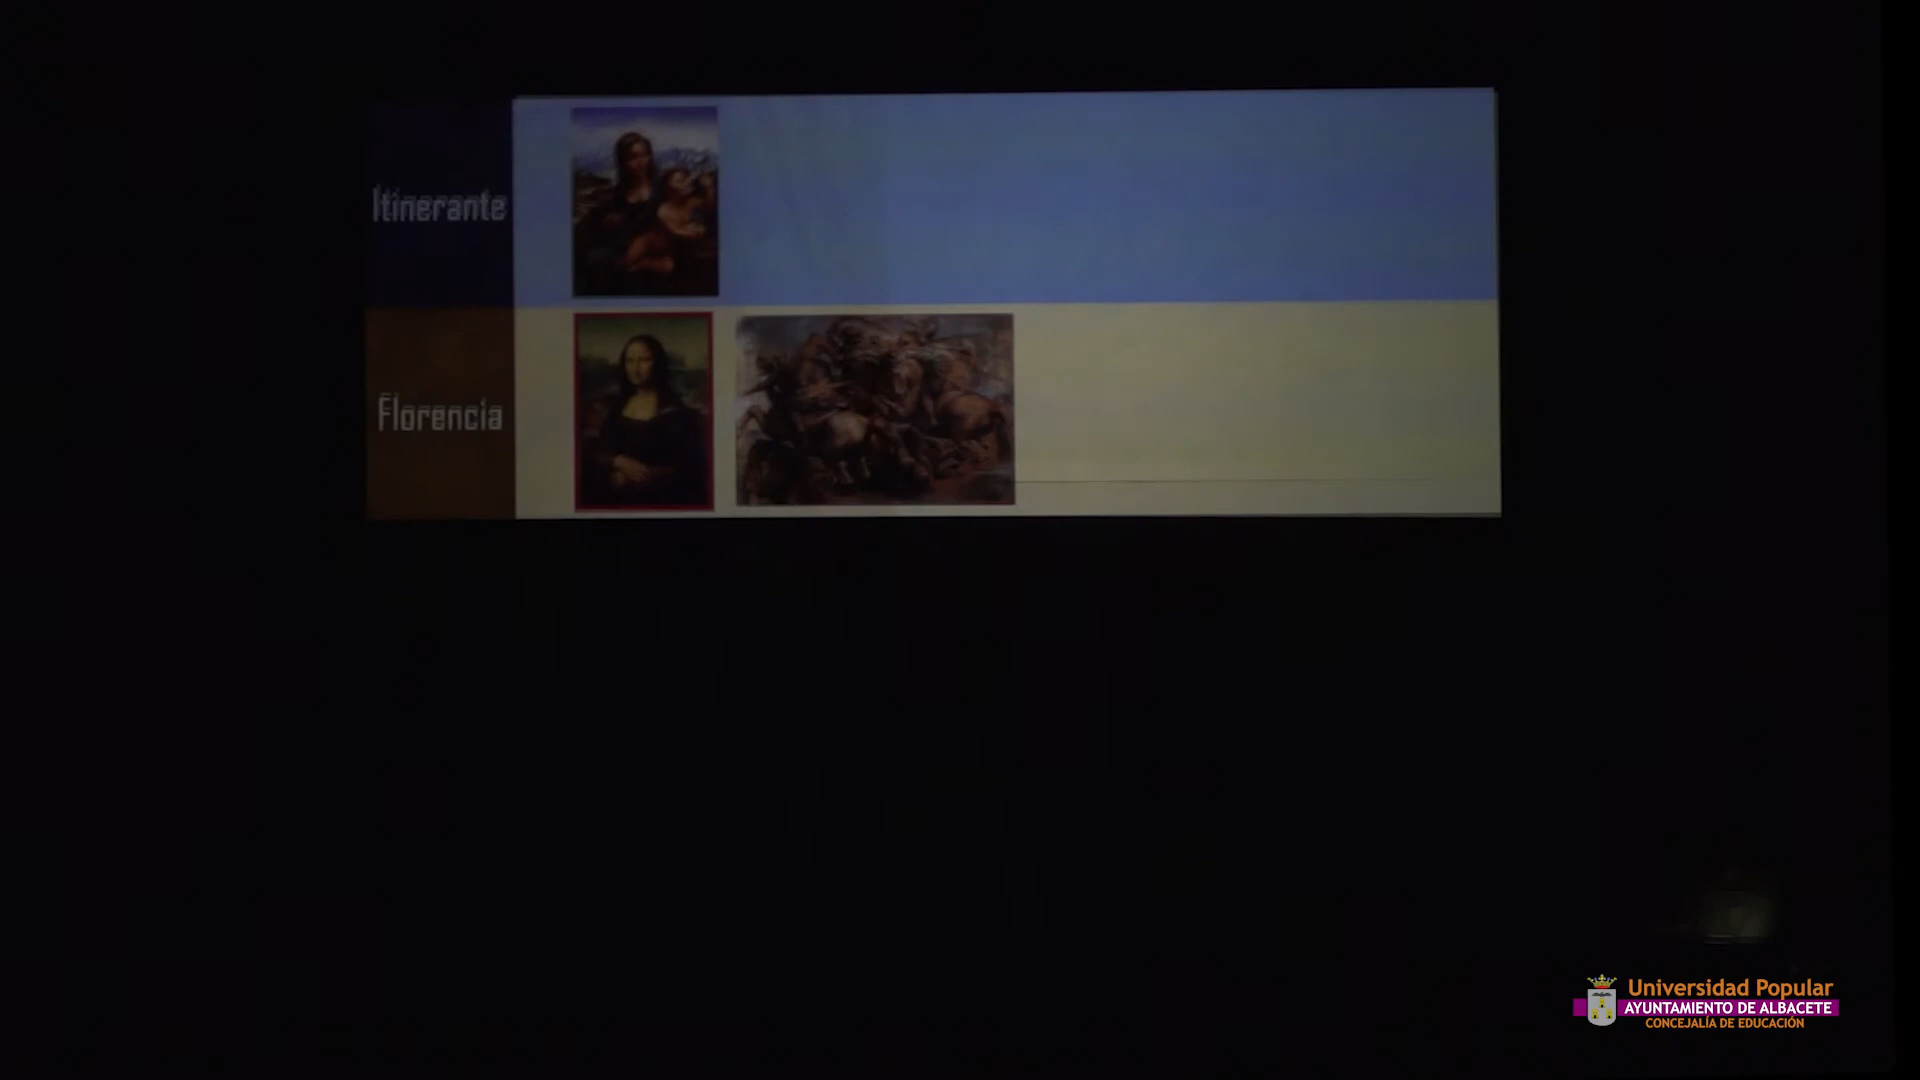 Itinerante
Florencia
Universidad Popular
AYUNTAMIENTO DE ALBACETE
CONCEJALÍA DE EDUCACIÓN